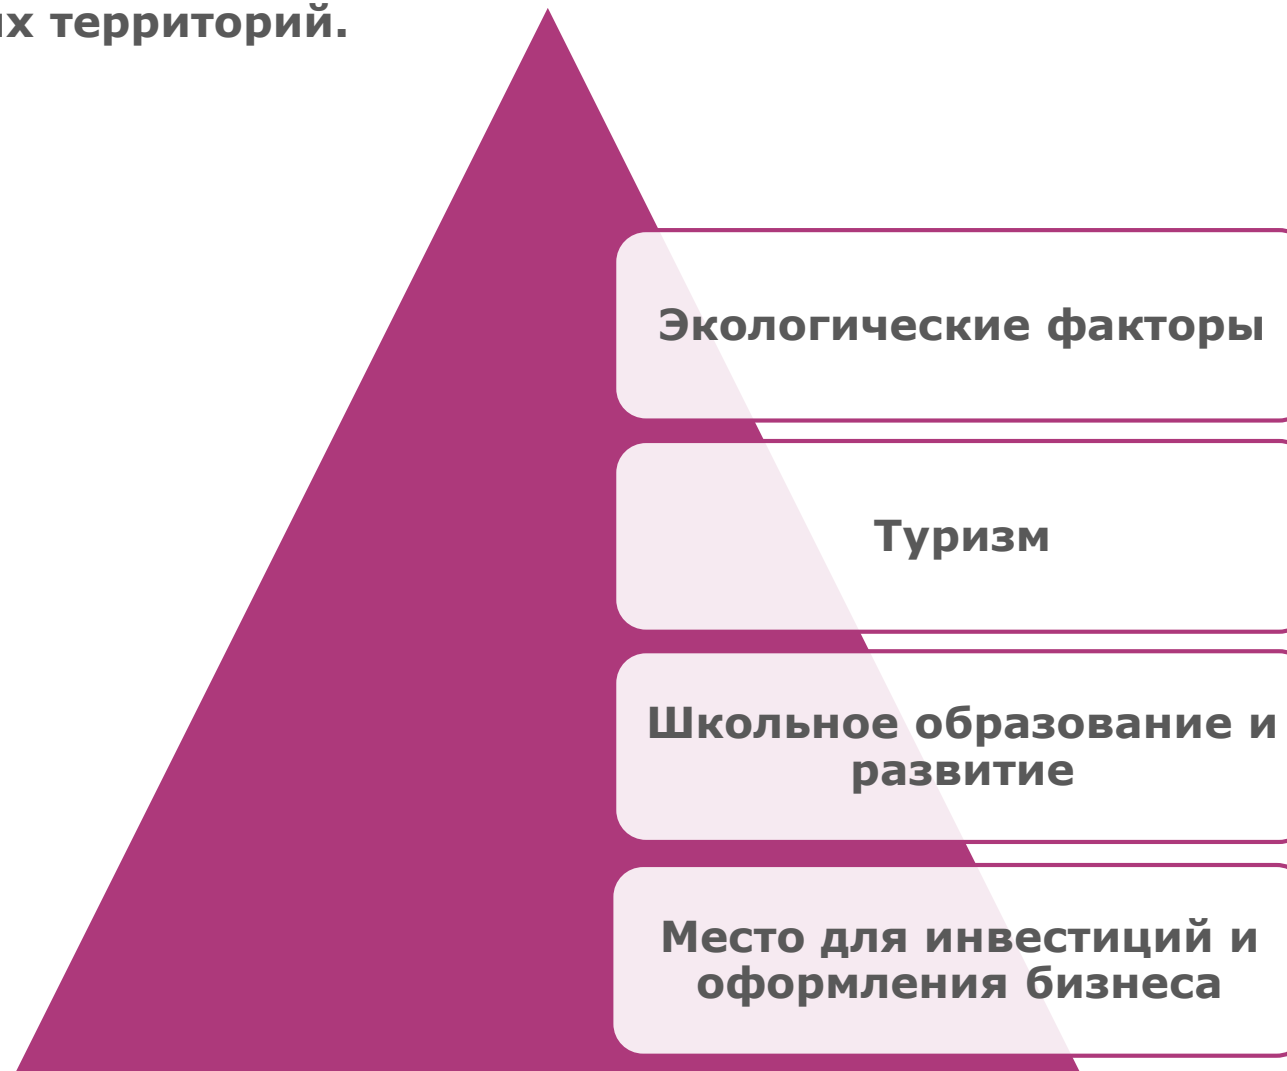 территорий.
Экологические факторы
Туризм
Школьное образование и
развитие
Место для инвестиций и
оформления бизнеса